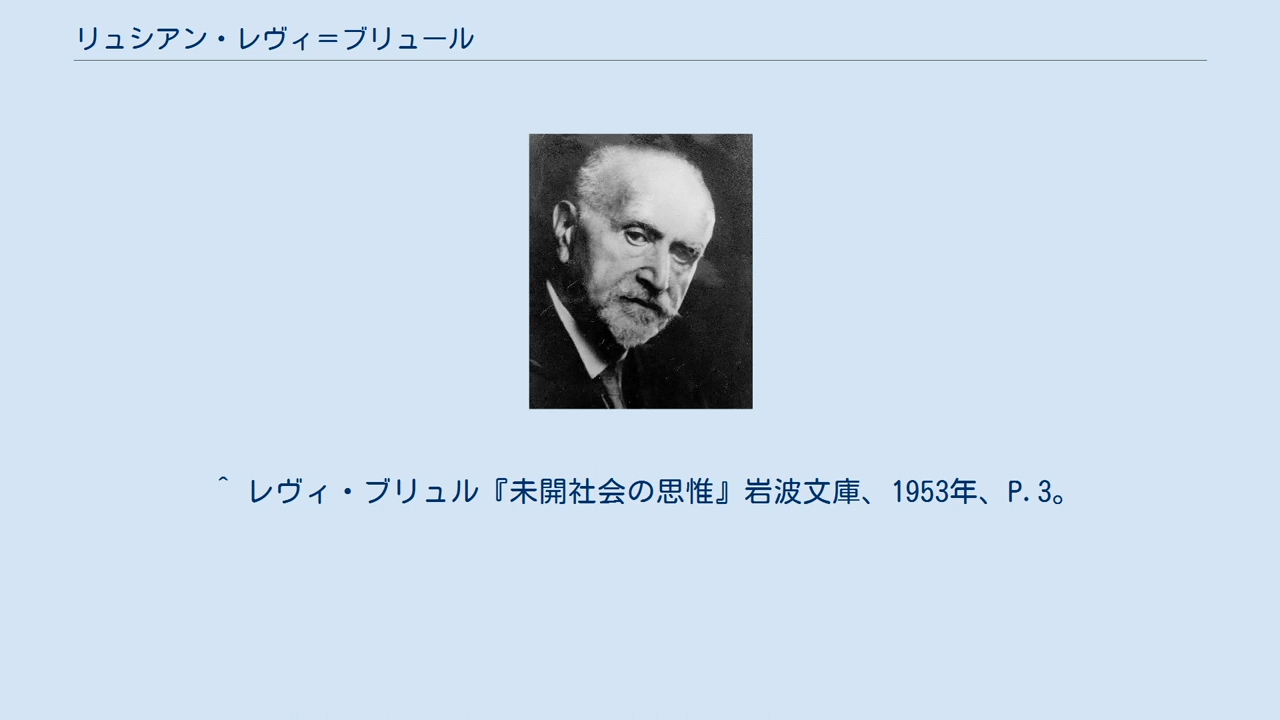 リュシアン・レヴィ＝ブリュール
^ レヴィ・ブリュル『未開社会の思惟』岩波文庫、1953年、P.3。